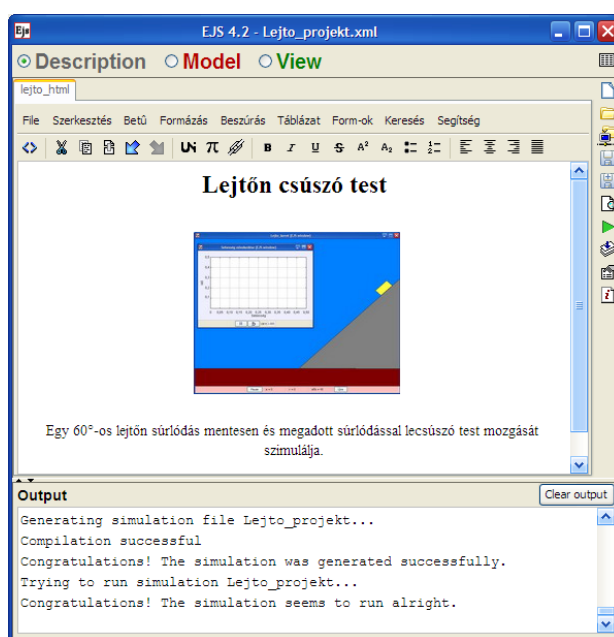 EJS 4.2 - Lejto_projekt.xml
Description Model View
lejto_html
File Szerkesztés Betû Formázás Beszúrás Táblázat Form-ok Keresés Segítség
Lejtőn csúszó test
Egy 60°-os lejtőn súrlódás mentesen és megadott súrlódással lecsúszó test mozgását
szimulálja.
Output Clear output
Generating simulation file Lejto_projekt...
Compilation successful
Congratulations! The simulation was generated successfully.
Trying to run simulation Lejto_projekt...
Congratulations! The simulation seems to run alright.